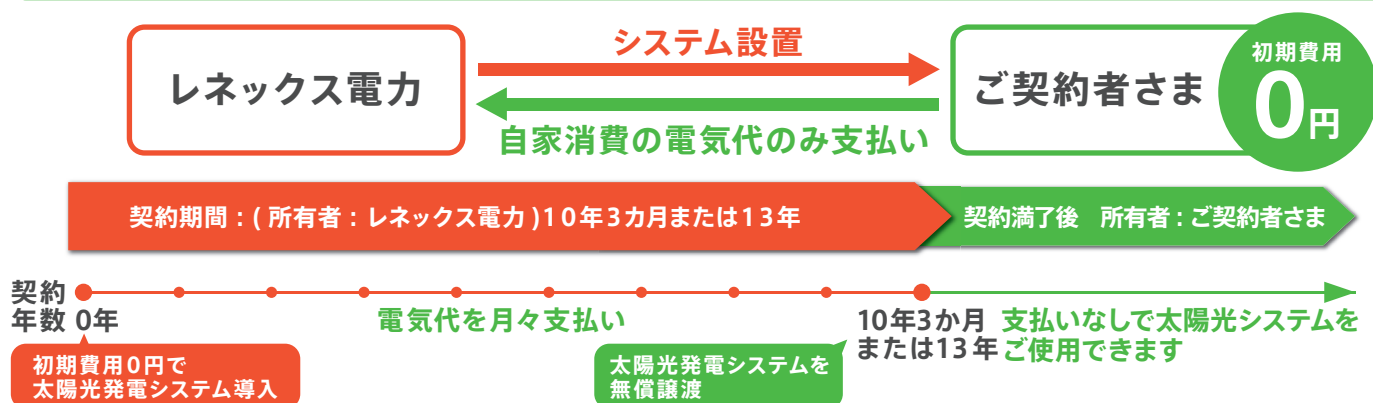 レネックス電力
システム設置
自家消費の電気代のみ支払い
ご契約者さま
初期費用
0円
契約期間：(所有者：レネックス電力)10年3カ月または13年
契約満了後　所有者：ご契約者さま
契約
年数 0年
電気代を月々支払い
10年3か月
または13年
支払いなしで太陽光システムを
ご使用できます
初期費用0円で
太陽光発電システム導入
太陽光発電システムを
無償譲渡